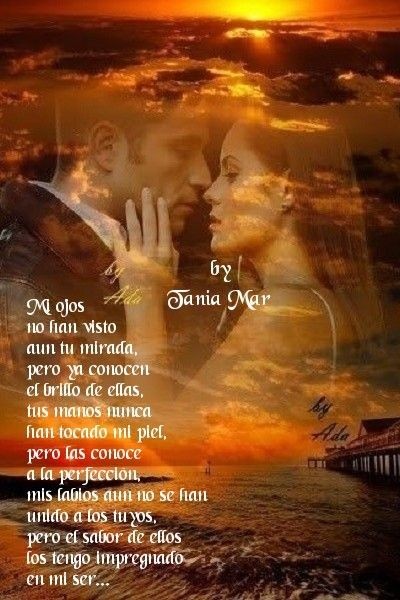 by
Tania Mar
by
Ada
Mi ojos
no han visto
aun tu mirada,
pero ya conocen
el brillo de ellas,
tus manos nunca
han tocado mi piel,
pero las conoce
a la perfección,
mis labios aun no se han
unido a los tuyos,
pero el sabor de ellos
los tengo impregnado
en mi ser...
by
Ada